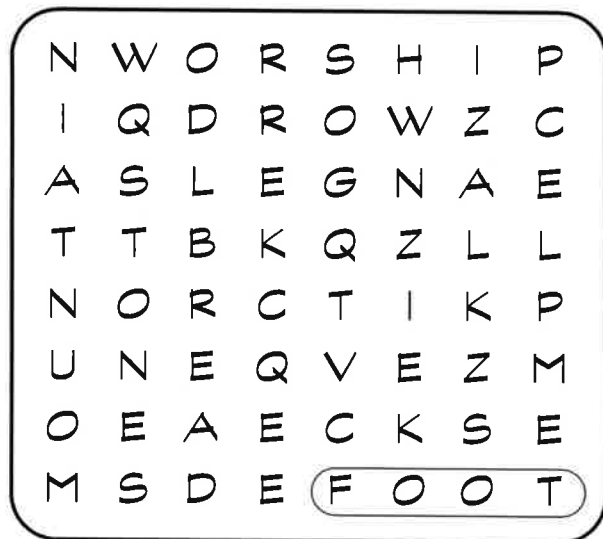 N W O R S H I P
I Q D R O W Z C
A S L E G N A E
T T B K Q Z L L
N O R C T I K P
U N E Q V E Z M
O E A E C K S E
M S D E F O O T